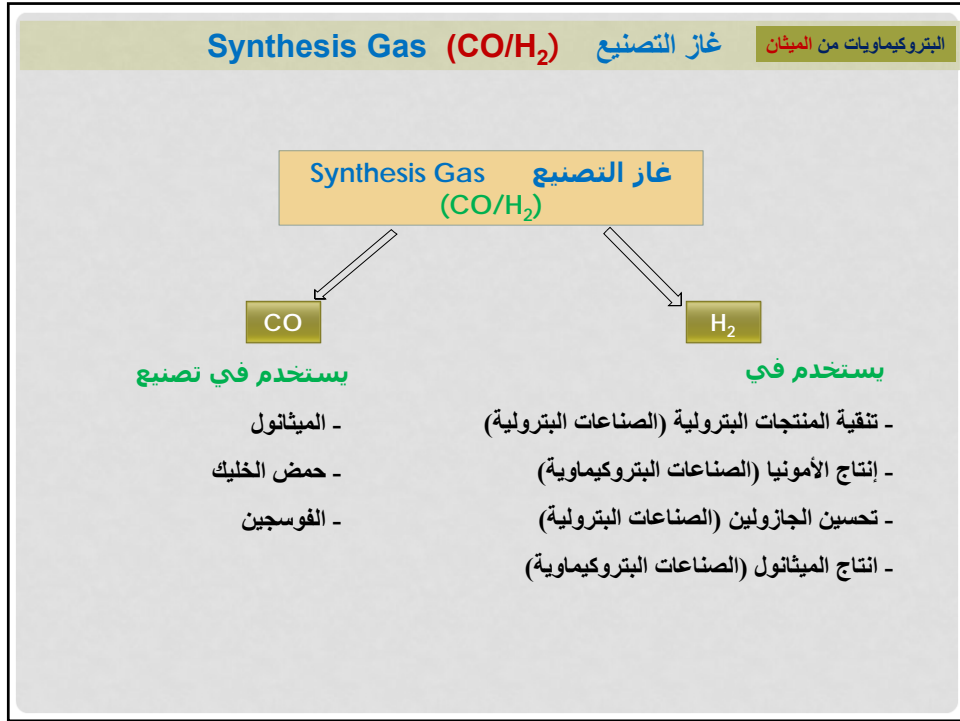 البتروكيماويات من الميثان
غاز التصنيع Synthesis Gas (CO/H₂)
غاز التصنيع Synthesis Gas
(CO/H₂)
H₂
يستخدم في
- تنقية المنتجات البترولية (الصناعات البترولية)
- إنتاج الأمونيا (الصناعات البتروكيماوية)
- تحسين الجازولين (الصناعات البترولية)
- انتاج الميثانول (الصناعات البتروكيماوية)
CO
يستخدم في تصنيع
- الميثانول
- حمض الخليك
- الفوسجين